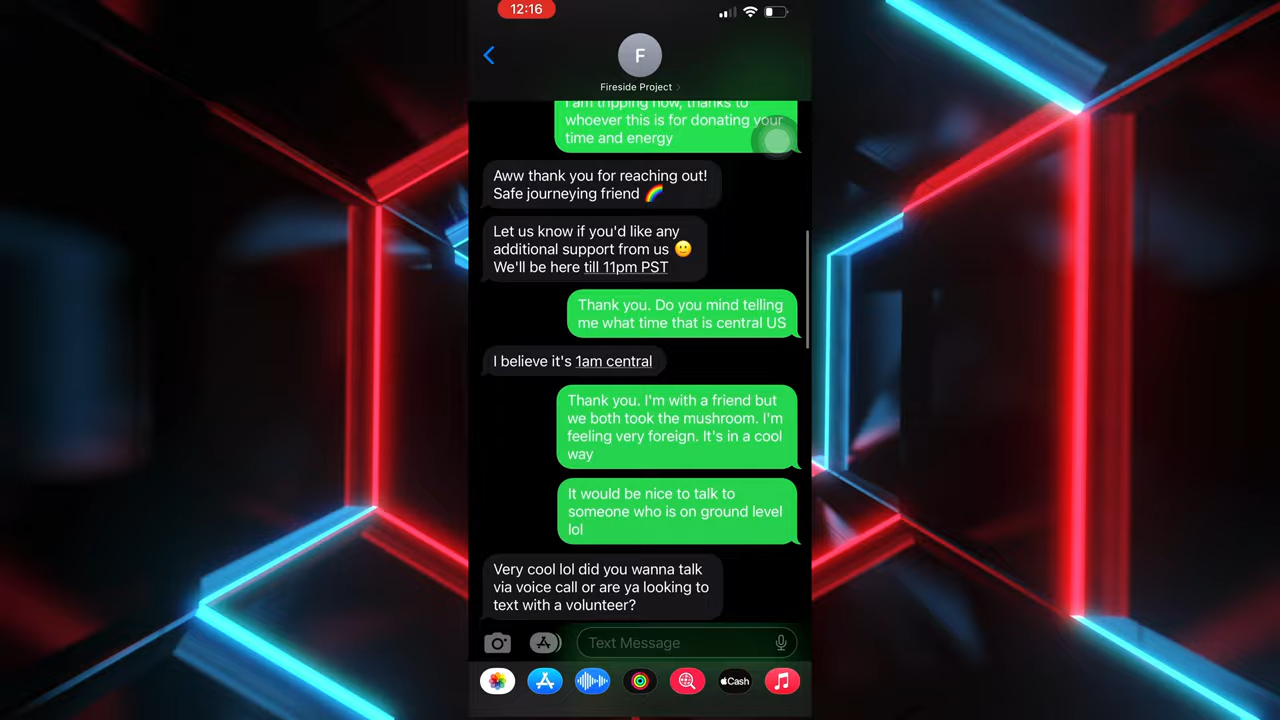 12:16
F
Fireside Project
I am tripping now, thanks to
whoever this is for donating your
time and energy
Aww thank you for reaching out!
Safe journeying friend 🌈
Let us know if you'd like any
additional support from us 🙂
We'll be here till 11pm PST
Thank you. Do you mind telling
me what time that is central US
I believe it's 1am central
Thank you. I'm with a friend but
we both took the mushroom. I'm
feeling very foreign. It's in a cool
way
It would be nice to talk to
someone who is on ground level
lol
Very cool lol did you wanna talk
via voice call or are ya looking to
text with a volunteer?
Text Message
Cash